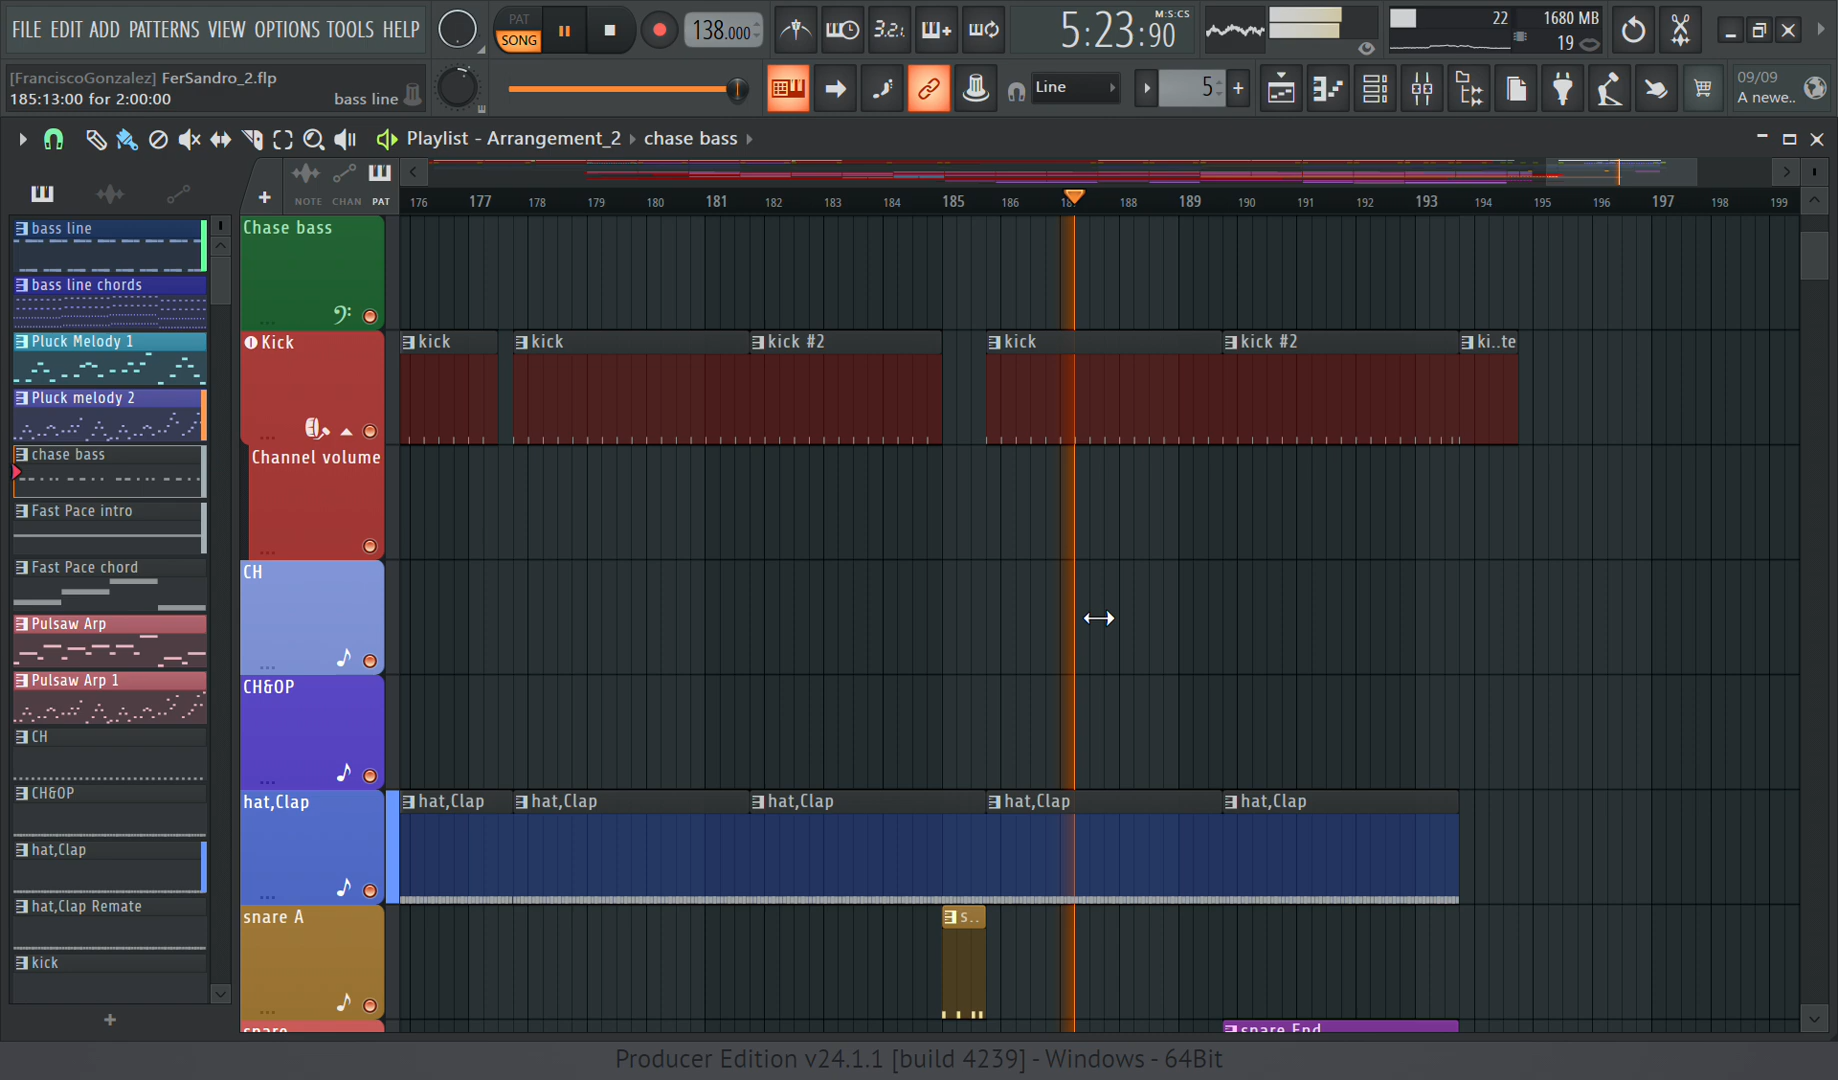 FILE EDIT ADD PATTERNS VIEW OPTIONS TOOLS HELP
PAT
SONG
138.000
3.2.
5:23:90
M:S:CS
22
1680 MB
19
[FranciscoGonzalez] FerSandro_2.flp
185:13:00 for 2:00:00
bass line
Line
5
09/09
A newe..
Playlist - Arrangement_2 chase bass
NOTE CHAN PAT
176 177 178 179 180 181 182 183 184 185 186 187 188 189 190 191 192 193 194 195 196 197 198 199
bass line
bass line chords
Pluck Melody 1
Pluck melody 2
chase bass
Fast Pace intro
Fast Pace chord
Pulsaw Arp
Pulsaw Arp 1
CH
CH&OP
hat,Clap
hat,Clap Remate
kick
Chase bass
Kick
kick kick kick #2 kick kick #2 ki..te
Channel volume
CH
CH&OP
hat,Clap
hat,Clap hat,Clap hat,Clap hat,Clap hat,Clap
snare A
s..
snare
snare End
Producer Edition v24.1.1 [build 4239] - Windows - 64Bit